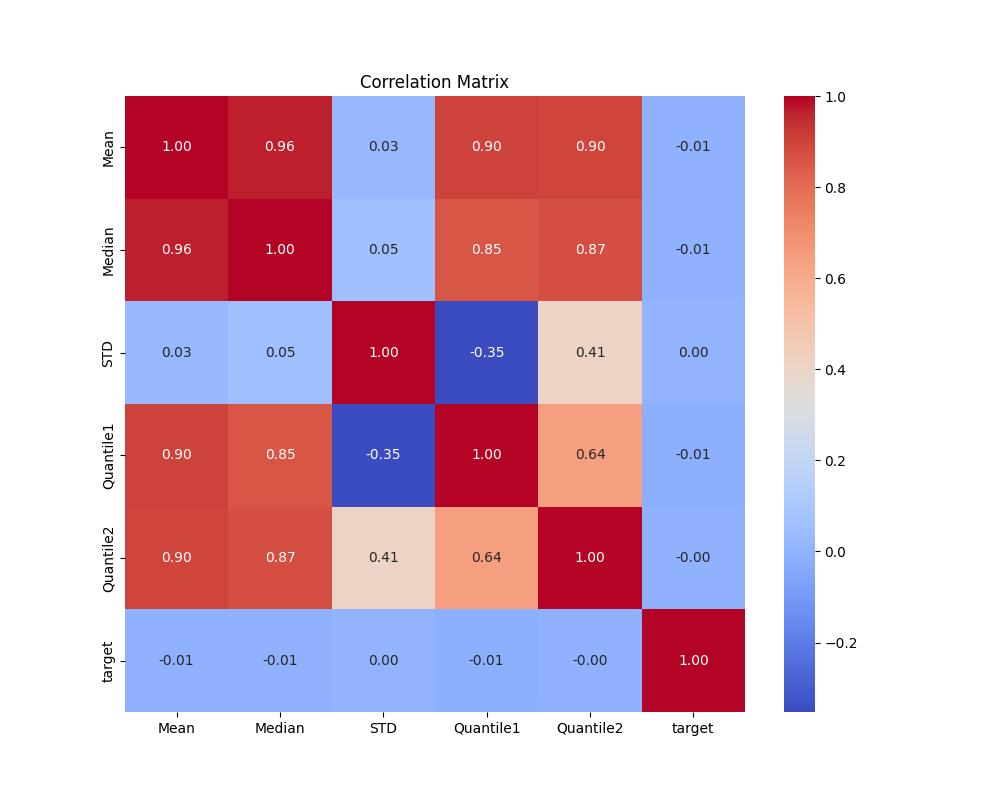 Correlation Matrix
Mean 1.00 0.96 0.03 0.90 0.90 -0.01
Median 0.96 1.00 0.05 0.85 0.87 -0.01
STD 0.03 0.05 1.00 -0.35 0.41 0.00
Quantile1 0.90 0.85 -0.35 1.00 0.64 -0.01
Quantile2 0.90 0.87 0.41 0.64 1.00 -0.00
target -0.01 -0.01 0.00 -0.01 -0.00 1.00
Mean Median STD Quantile1 Quantile2 target
1.0
0.8
0.6
0.4
0.2
0.0
−0.2